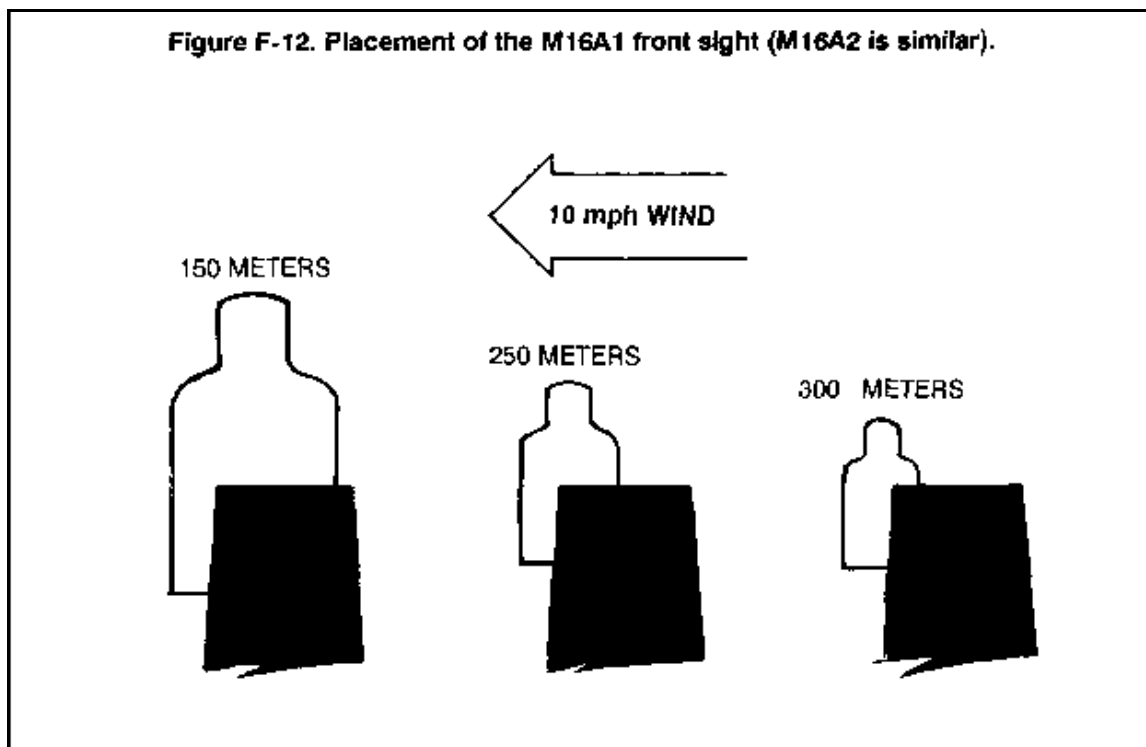 Figure F-12. Placement of the M16A1 front sight (M16A2 is similar).
10 mph WIND
150 METERS
250 METERS
300 METERS